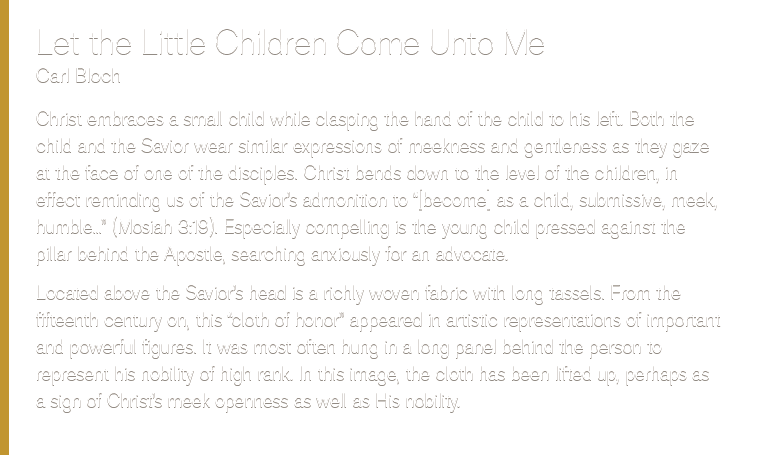 Let the Little Children Come Unto Me
Carl Bloch
Christ embraces a small child while clasping the hand of the child to his left. Both the
child and the Savior wear similar expressions of meekness and gentleness as they gaze
at the face of one of the disciples. Christ bends down to the level of the children, in
effect reminding us of the Savior's admonition to "[become] as a child, submissive, meek,
humble..." (Mosiah 3:19). Especially compelling is the young child pressed against the
pillar behind the Apostle, searching anxiously for an advocate.
Located above the Savior's head is a richly woven fabric with long tassels. From the
fifteenth century on, this "cloth of honor" appeared in artistic representations of important
and powerful figures. It was most often hung in a long panel behind the person to
represent his nobility of high rank. In this image, the cloth has been lifted up, perhaps as
a sign of Christ's meek openness as well as His nobility.